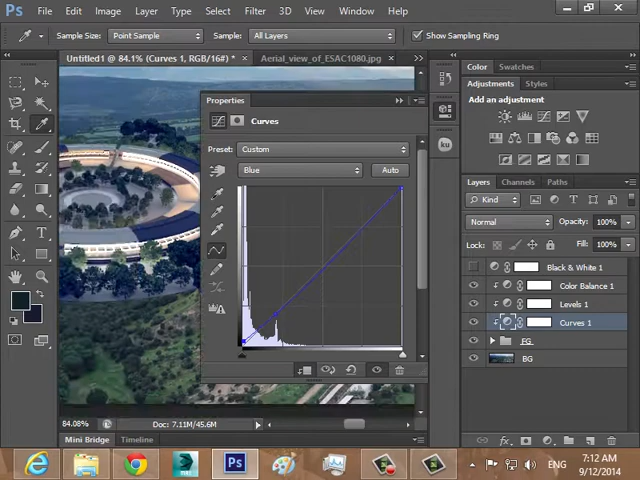 Ps File Edit Image Layer Type Select Filter 3D View Window Help
Sample Size: Point Sample Sample: All Layers Show Sampling Ring
Untitled1 @ 84.1% (Curves 1, RGB/16#) * × Aerial_view_of_ESAC1080.jpg
Properties
Curves
Preset: Custom
Blue Auto
Color Swatches
Adjustments Styles
Add an adjustment
Layers Channels Paths
Kind
Normal Opacity: 100%
Lock: Fill: 100%
Black & White 1
Color Balance 1
Levels 1
Curves 1
FG
BG
ku
84.08% Doc: 7.11M/45.6M
Mini Bridge Timeline
Ps
ENG
7:12 AM
9/12/2014